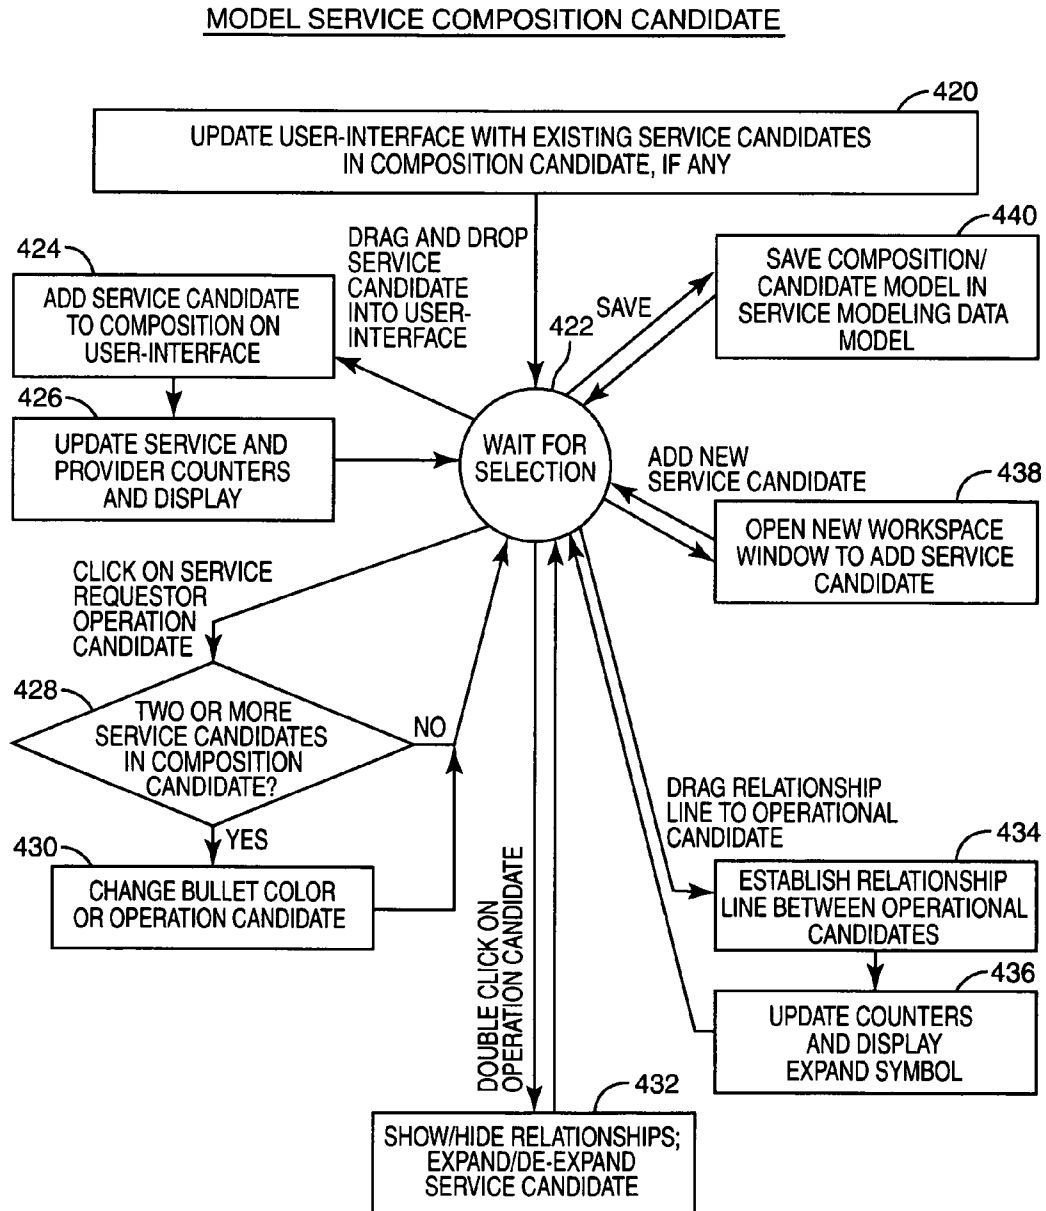 MODEL SERVICE COMPOSITION CANDIDATE
420
UPDATE USER-INTERFACE WITH EXISTING SERVICE CANDIDATES
IN COMPOSITION CANDIDATE, IF ANY
424
ADD SERVICE CANDIDATE
TO COMPOSITION ON
USER-INTERFACE
DRAG AND DROP
SERVICE
CANDIDATE
INTO USER-
INTERFACE
422
SAVE
440
SAVE COMPOSITION/
CANDIDATE MODEL IN
SERVICE MODELING DATA
MODEL
426
UPDATE SERVICE AND
PROVIDER COUNTERS
AND DISPLAY
WAIT FOR
SELECTION
ADD NEW
SERVICE CANDIDATE
438
OPEN NEW WORKSPACE
WINDOW TO ADD SERVICE
CANDIDATE
CLICK ON SERVICE
REQUESTOR
OPERATION
CANDIDATE
428
TWO OR MORE
SERVICE CANDIDATES
IN COMPOSITION
CANDIDATE?
NO
YES
430
CHANGE BULLET COLOR
OR OPERATION CANDIDATE
DOUBLE CLICK ON
OPERATION CANDIDATE
DRAG RELATIONSHIP
LINE TO OPERATIONAL
CANDIDATE
434
ESTABLISH RELATIONSHIP
LINE BETWEEN OPERATIONAL
CANDIDATES
436
UPDATE COUNTERS
AND DISPLAY
EXPAND SYMBOL
432
SHOW/HIDE RELATIONSHIPS;
EXPAND/DE-EXPAND
SERVICE CANDIDATE